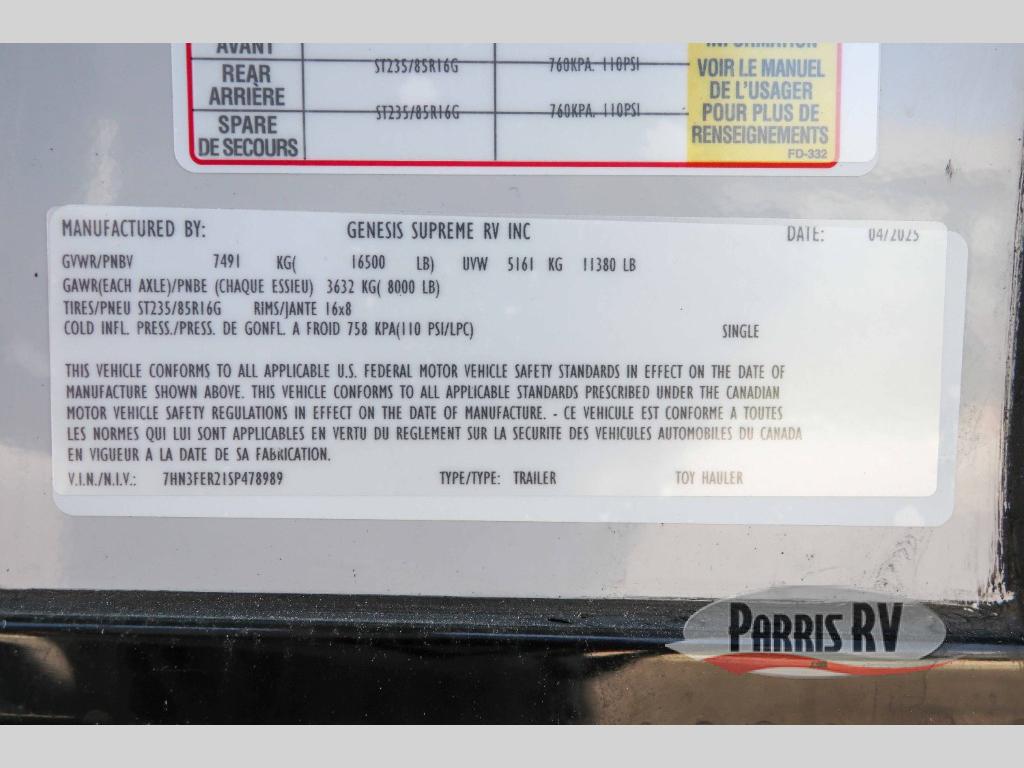 AVANT
REAR ST235/85R16G 760KPA. 110PSI
ARRIÈRE
SPARE ST235/85R16G 760KPA. 110PSI
DE SECOURS
INFORMATION
VOIR LE MANUEL
DE L'USAGER
POUR PLUS DE
RENSEIGNEMENTS
FD-332
MANUFACTURED BY: GENESIS SUPREME RV INC DATE: 04/2025
GVWR/PNBV 7491 KG( 16500 LB) UVW 5161 KG 11380 LB
GAWR(EACH AXLE)/PNBE (CHAQUE ESSIEU) 3632 KG( 8000 LB)
TIRES/PNEU ST235/85R16G RIMS/JANTE 16x8
COLD INFL. PRESS./PRESS. DE GONFL. A FROID 758 KPA(110 PSI/LPC) SINGLE
THIS VEHICLE CONFORMS TO ALL APPLICABLE U.S. FEDERAL MOTOR VEHICLE SAFETY STANDARDS IN EFFECT ON THE DATE OF
MANUFACTURE SHOWN ABOVE. THIS VEHICLE CONFORMS TO ALL APPLICABLE STANDARDS PRESCRIBED UNDER THE CANADIAN
MOTOR VEHICLE SAFETY REGULATIONS IN EFFECT ON THE DATE OF MANUFACTURE. - CE VEHICULE EST CONFORME A TOUTES
LES NORMES QUI LUI SONT APPLICABLES EN VERTU DU REGLEMENT SUR LA SECURITE DES VEHICULES AUTOMOBILES DU CANADA
EN VIGUEUR A LA DATE DE SA FABRICATION.
V.I.N./N.I.V.: 7HN3FER21SP478989 TYPE/TYPE: TRAILER TOY HAULER
PARRIS RV
.com